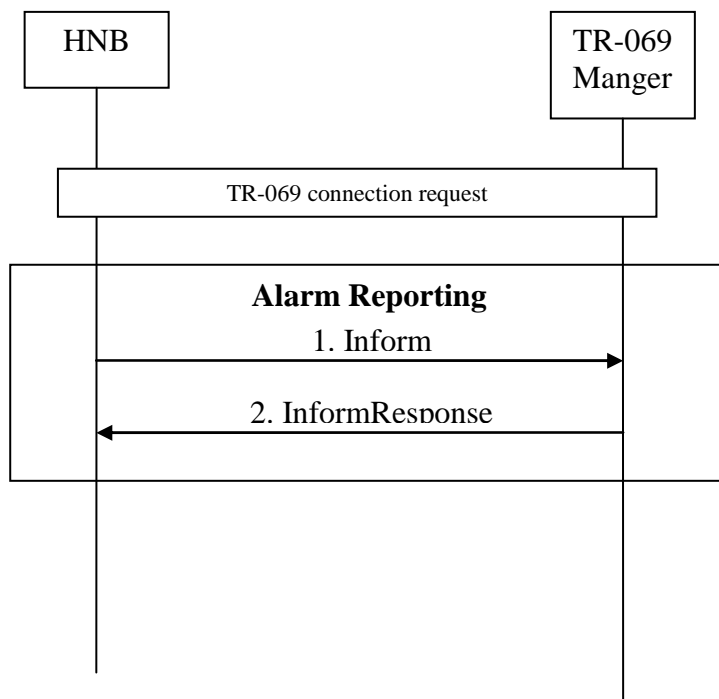 HNB
TR-069
Manger
TR-069 connection request
Alarm Reporting
1. Inform
2. InformResponse